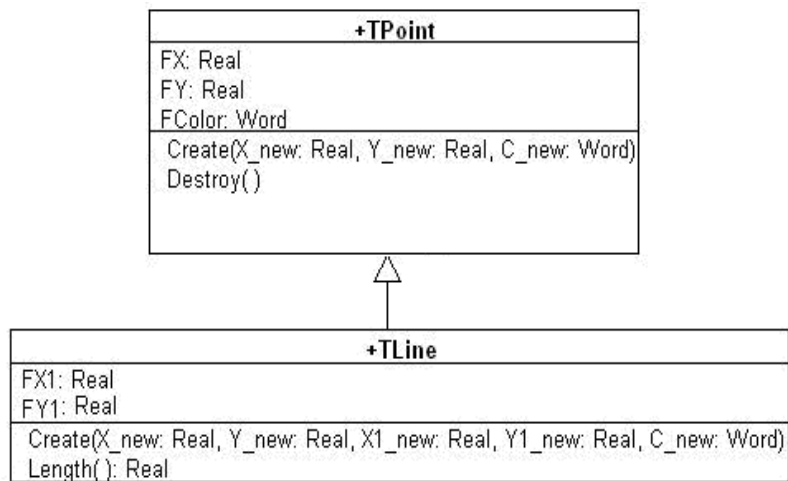 +TPoint
FX: Real
FY: Real
FColor: Word
Create(X_new: Real, Y_new: Real, C_new: Word)
Destroy( )
+TLine
FX1: Real
FY1: Real
Create(X_new: Real, Y_new: Real, X1_new: Real, Y1_new: Real, C_new: Word)
Length( ): Real